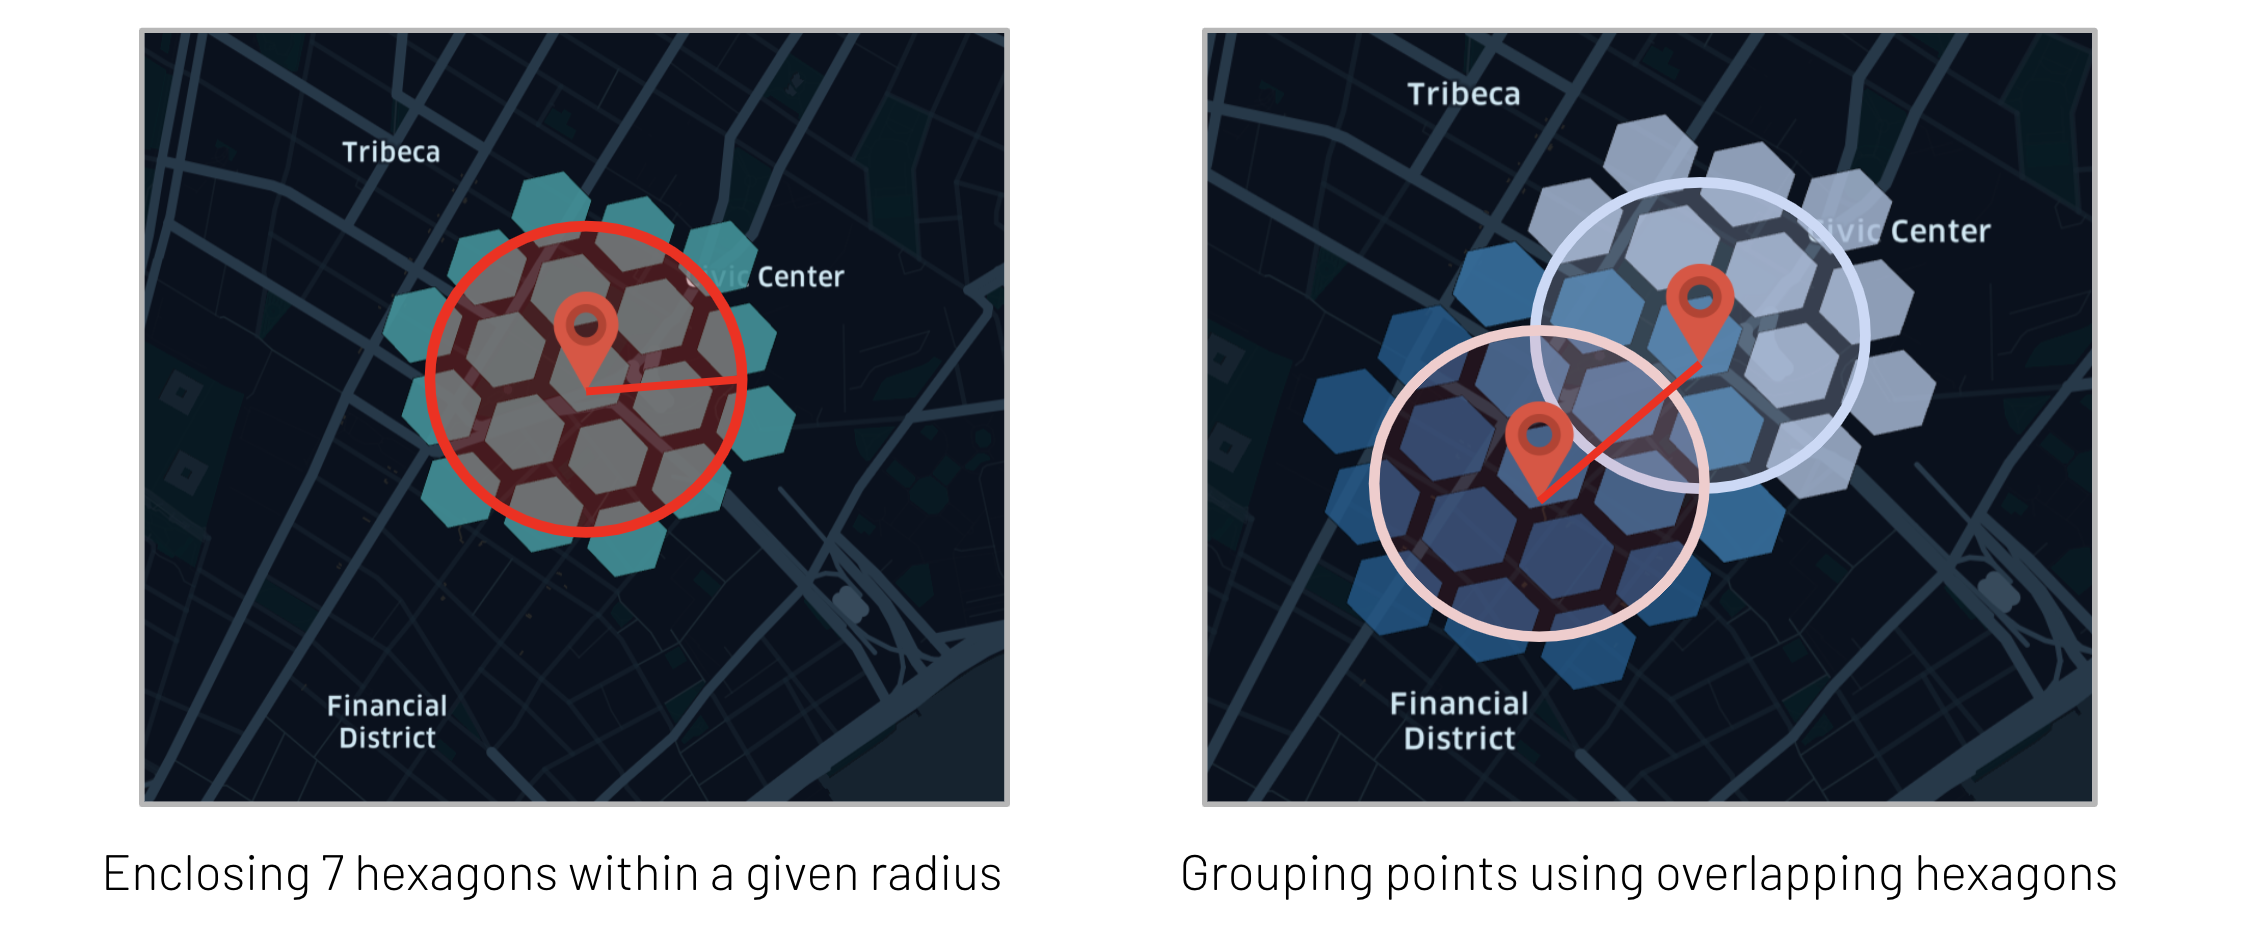 Tribeca
Civic Center
Financial
District
Enclosing 7 hexagons within a given radius
Tribeca
Civic Center
Financial
District
Grouping points using overlapping hexagons